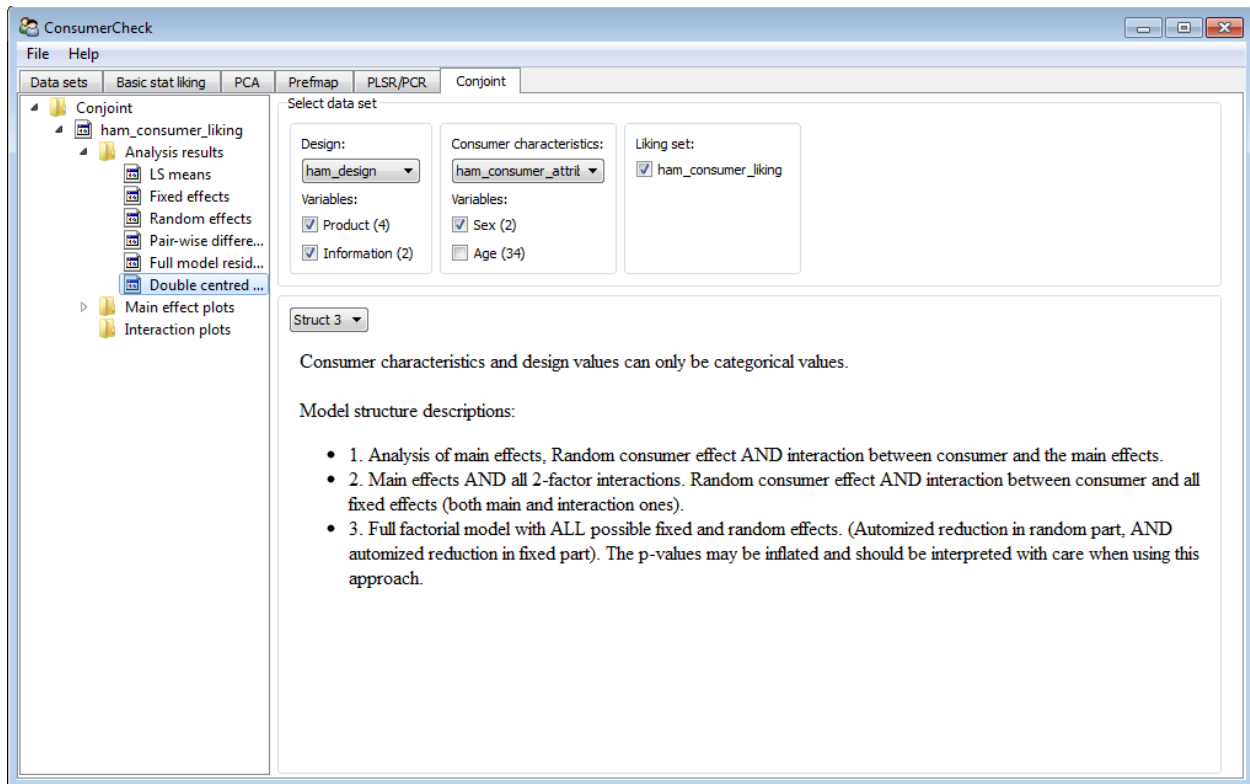 ConsumerCheck
File Help
Data sets Basic stat liking PCA Prefmap PLSR/PCR Conjoint
Conjoint
ham_consumer_liking
Analysis results
LS means
Fixed effects
Random effects
Pair-wise differe...
Full model resid...
Double centred ...
Main effect plots
Interaction plots
Select data set
Design:
ham_design
Variables:
Product (4)
Information (2)
Consumer characteristics:
ham_consumer_attril
Variables:
Sex (2)
Age (34)
Liking set:
ham_consumer_liking
Struct 3
Consumer characteristics and design values can only be categorical values.
Model structure descriptions:
• 1. Analysis of main effects, Random consumer effect AND interaction between consumer and the main effects.
• 2. Main effects AND all 2-factor interactions. Random consumer effect AND interaction between consumer and all
fixed effects (both main and interaction ones).
• 3. Full factorial model with ALL possible fixed and random effects. (Automized reduction in random part, AND
automized reduction in fixed part). The p-values may be inflated and should be interpreted with care when using this
approach.